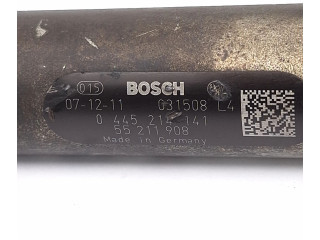 015 BOSCH
07-12-11 031508 L4
0 445 214 141
55 211 908
Made in Germany